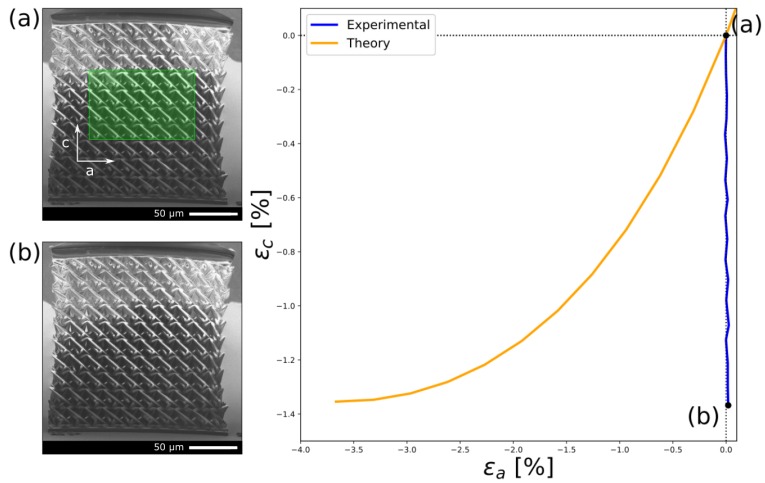 (a)
c
a
50 µm
(b)
50 µm
Experimental
Theory
(a)
(b)
0.0
−0.2
−0.4
−0.6
−0.8
−1.0
−1.2
−1.4
εc [%]
−4.0 −3.5 −3.0 −2.5 −2.0 −1.5 −1.0 −0.5 0.0
εa [%]